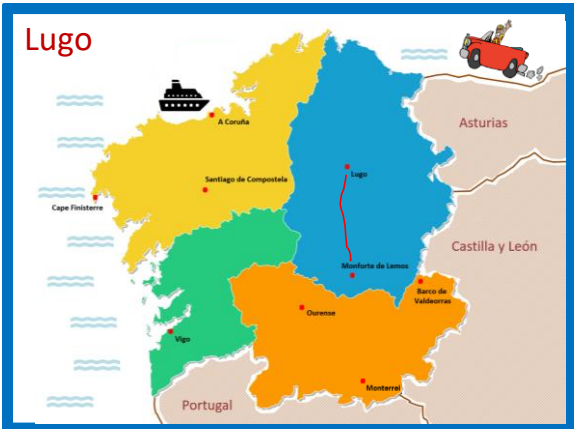 Lugo
Asturias
A Coruña
Lugo
Santiago de Compostela
Cape Finisterre
Castilla y León
Monforte de Lemos
Barco de
Valdeorras
Ourense
Vigo
Monterrei
Portugal